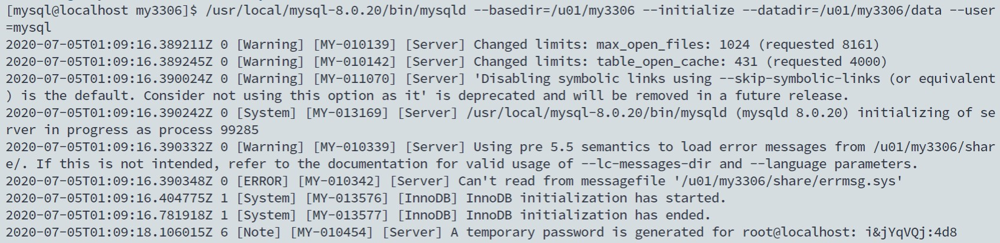 [mysql@localhost my3306]$ /usr/local/mysql-8.0.20/bin/mysqld --basedir=/u01/my3306 --initialize --datadir=/u01/my3306/data --user
=mysql
2020-07-05T01:09:16.389211Z 0 [Warning] [MY-010139] [Server] Changed limits: max_open_files: 1024 (requested 8161)
2020-07-05T01:09:16.389245Z 0 [Warning] [MY-010142] [Server] Changed limits: table_open_cache: 431 (requested 4000)
2020-07-05T01:09:16.390024Z 0 [Warning] [MY-011070] [Server] 'Disabling symbolic links using --skip-symbolic-links (or equivalent
) is the default. Consider not using this option as it' is deprecated and will be removed in a future release.
2020-07-05T01:09:16.390242Z 0 [System] [MY-013169] [Server] /usr/local/mysql-8.0.20/bin/mysqld (mysqld 8.0.20) initializing of se
rver in progress as process 99285
2020-07-05T01:09:16.390332Z 0 [Warning] [MY-010339] [Server] Using pre 5.5 semantics to load error messages from /u01/my3306/shar
e/. If this is not intended, refer to the documentation for valid usage of --lc-messages-dir and --language parameters.
2020-07-05T01:09:16.390348Z 0 [ERROR] [MY-010342] [Server] Can't read from messagefile '/u01/my3306/share/errmsg.sys'
2020-07-05T01:09:16.404775Z 1 [System] [MY-013576] [InnoDB] InnoDB initialization has started.
2020-07-05T01:09:16.781918Z 1 [System] [MY-013577] [InnoDB] InnoDB initialization has ended.
2020-07-05T01:09:18.106015Z 6 [Note] [MY-010454] [Server] A temporary password is generated for root@localhost: i&jYqVQj:4d8